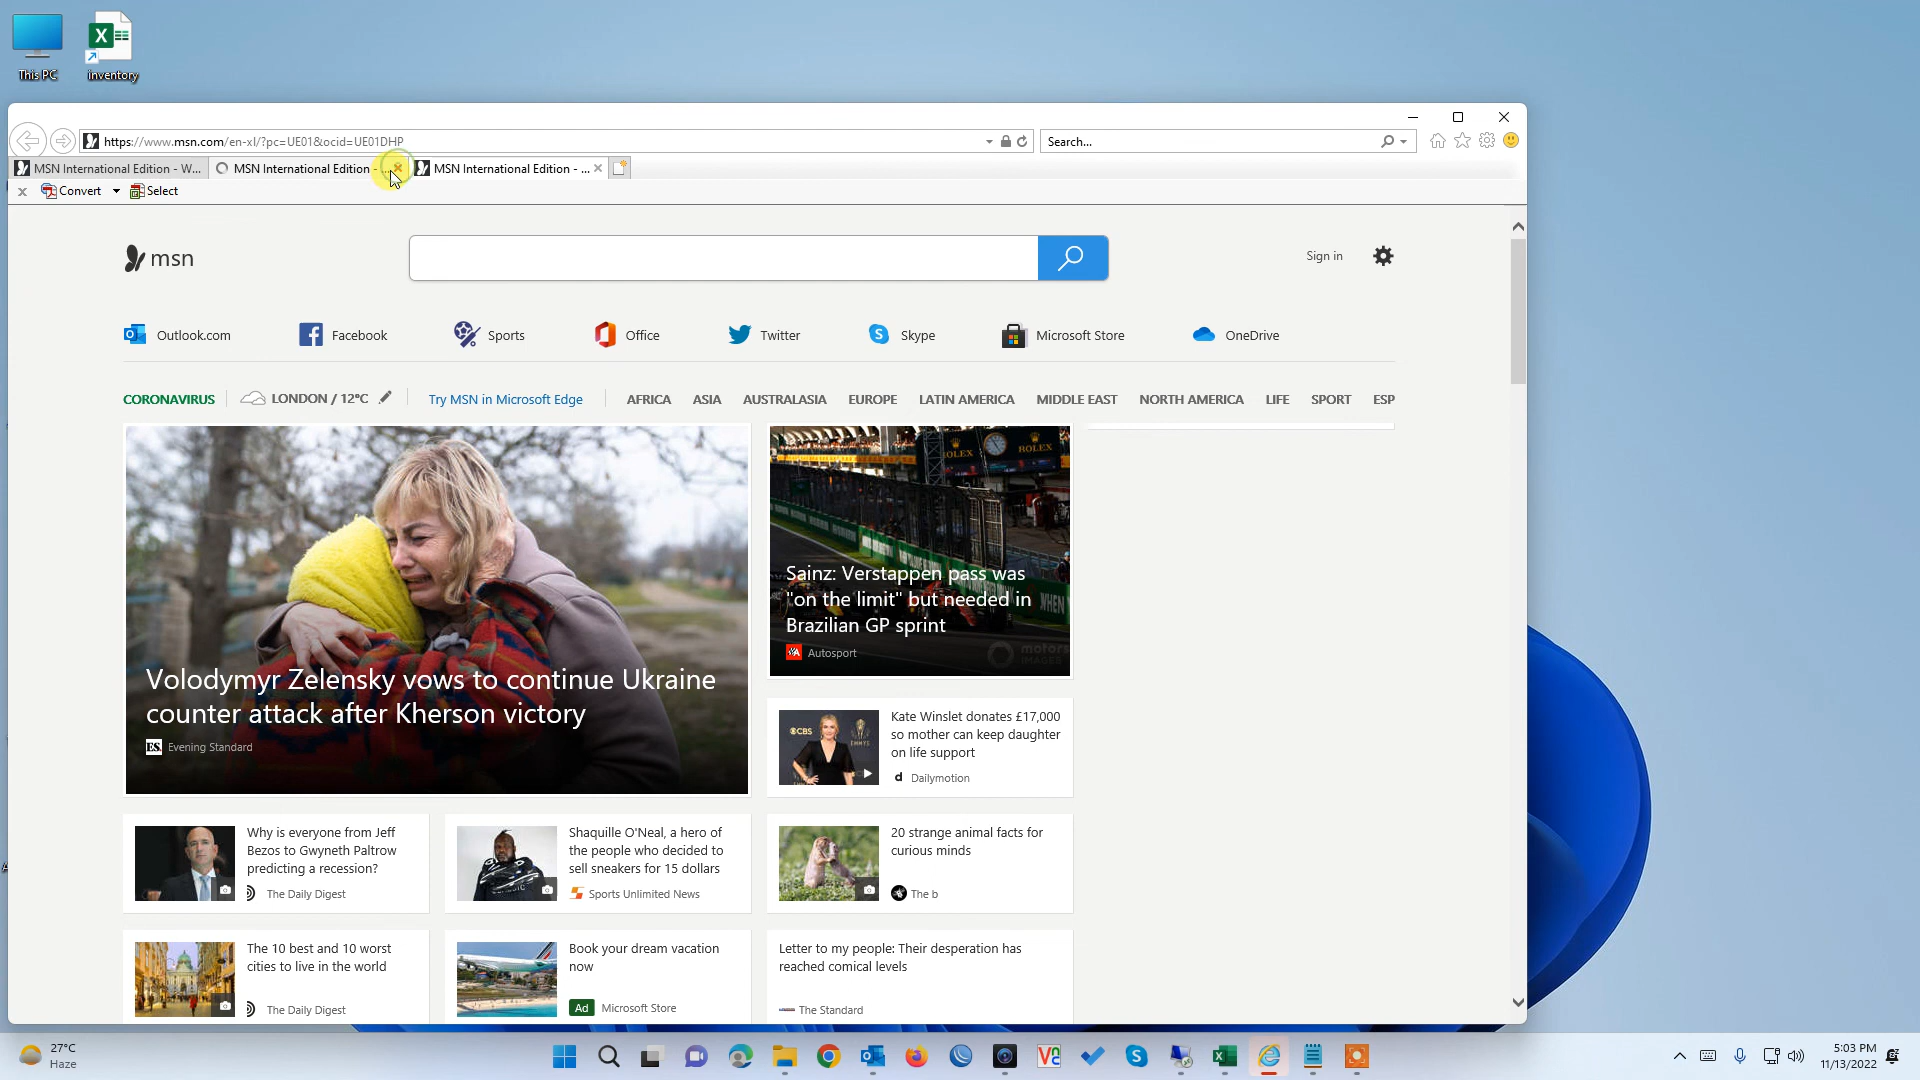 This PC
inventory
https://www.msn.com/en-xl/?pc=UE01&ocid=UE01DHP
Search...
MSN International Edition - W...
MSN International Edition - ...
MSN International Edition - ...
Convert
Select
msn
Sign in
Outlook.com
Facebook
Sports
Office
Twitter
Skype
Microsoft Store
OneDrive
CORONAVIRUS
LONDON / 12°C
Try MSN in Microsoft Edge
AFRICA
ASIA
AUSTRALASIA
EUROPE
LATIN AMERICA
MIDDLE EAST
NORTH AMERICA
LIFE
SPORT
ESP
ROLEX
Volodymyr Zelensky vows to continue Ukraine
counter attack after Kherson victory
ES.
Evening Standard
Sainz: Verstappen pass was
"on the limit" but needed in
Brazilian GP sprint
Autosport
CBS
Kate Winslet donates £17,000
so mother can keep daughter
on life support
d Dailymotion
Why is everyone from Jeff
Bezos to Gwyneth Paltrow
predicting a recession?
The Daily Digest
Shaquille O'Neal, a hero of
the people who decided to
sell sneakers for 15 dollars
Sports Unlimited News
20 strange animal facts for
curious minds
The b
The 10 best and 10 worst
cities to live in the world
The Daily Digest
Book your dream vacation
now
Ad Microsoft Store
Letter to my people: Their desperation has
reached comical levels
The Standard
27°C
Haze
5:03 PM
11/13/2022